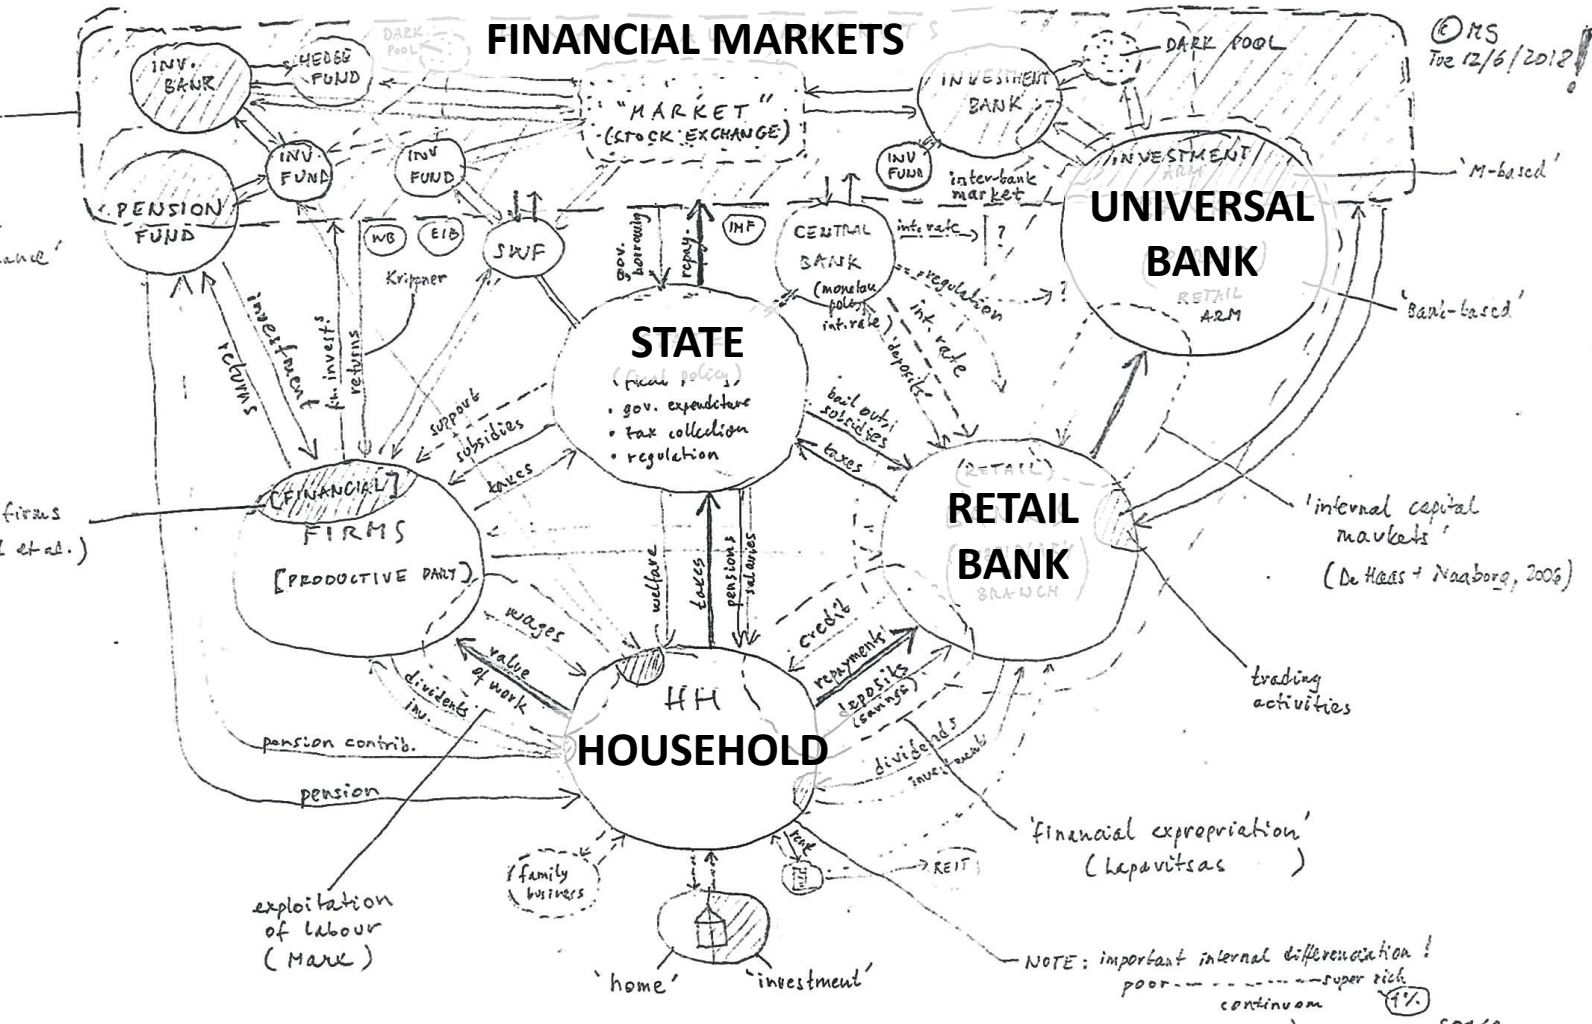 FINANCIAL MARKETS
© MS
Tue 12/6/2018!
DARK
POOL
INV.
BANK
HEDGE
FUND
"MARKET"
(STOCK EXCHANGE)
INVESTMENT
BANK
DARK POOL
INV.
FUND
INV
FUND
INV
FUND
inter-bank
market
INVESTMENT
ARM
'M-based'
PENSION
FUND
UNIVERSAL
BANK
RETAIL
ARM
'Bank-based'
WB
EIB
SWF
Krippner
gov.
borrowing
repay.
IMF
CENTRAL
BANK
(monetary
policy
int.rate)
int.rate
?
regulation
?
int. rate
deposits
returns
investment
fin. invest.s
returns
STATE
(fiscal policy)
• gov. expenditure
• tax collection
• regulation
support
subsidies
taxes
bail out/
subsidies
taxes
[FINANCIAL]
FIRMS
[PRODUCTIVE PART]
firms
et al.)
(RETAIL)
RETAIL
BANK
BRANCH
'internal capital
markets'
(De Haas + Naaborg, 2006)
welfare
taxes
pensions
salaries
wages
value
of work
dividents
inv.
credit
repayments
deposits
(savings)
dividends
investment
trading
activities
HH
HOUSEHOLD
pension contrib.
pension
'financial expropriation'
(Lapavitsas )
family
business
rent
REIT
exploitation
of labour
(Marx)
'home'
'investment'
NOTE: important internal differenciation!
poor - - - - - - - - super rich
continuum
1%